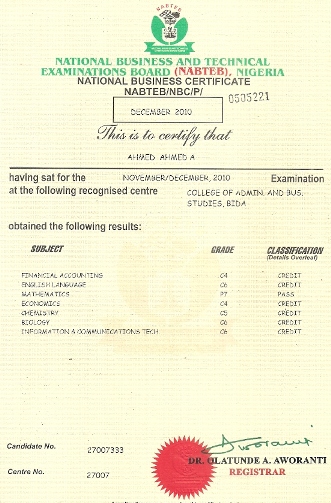 NABTEB
NATIONAL BUSINESS AND TECHNICAL
EXAMINATIONS BOARD (NABTEB), NIGERIA
NATIONAL BUSINESS CERTIFICATE
NABTEB/NBC/P/ 0505221
DECEMBER 2010
This is to certify that
AHMED AHMED A
having sat for the NOVEMBER/DECEMBER, 2010 Examination
at the following recognised centre COLLEGE OF ADMIN. AND BUS.
STUDIES, BIDA
obtained the following results:
SUBJECT GRADE CLASSIFICATION
(Details Overleaf)
FINANCIAL ACCOUNTING C4 CREDIT
ENGLISH LANGUAGE C6 CREDIT
MATHEMATICS P7 PASS
ECONOMICS C4 CREDIT
CHEMISTRY C5 CREDIT
BIOLOGY C6 CREDIT
INFORMATION & COMMUNICATIONS TECH C6 CREDIT
Candidate No. 27007333
Aworanti
DR. OLATUNDE A. AWORANTI
Centre No. 27007 REGISTRAR